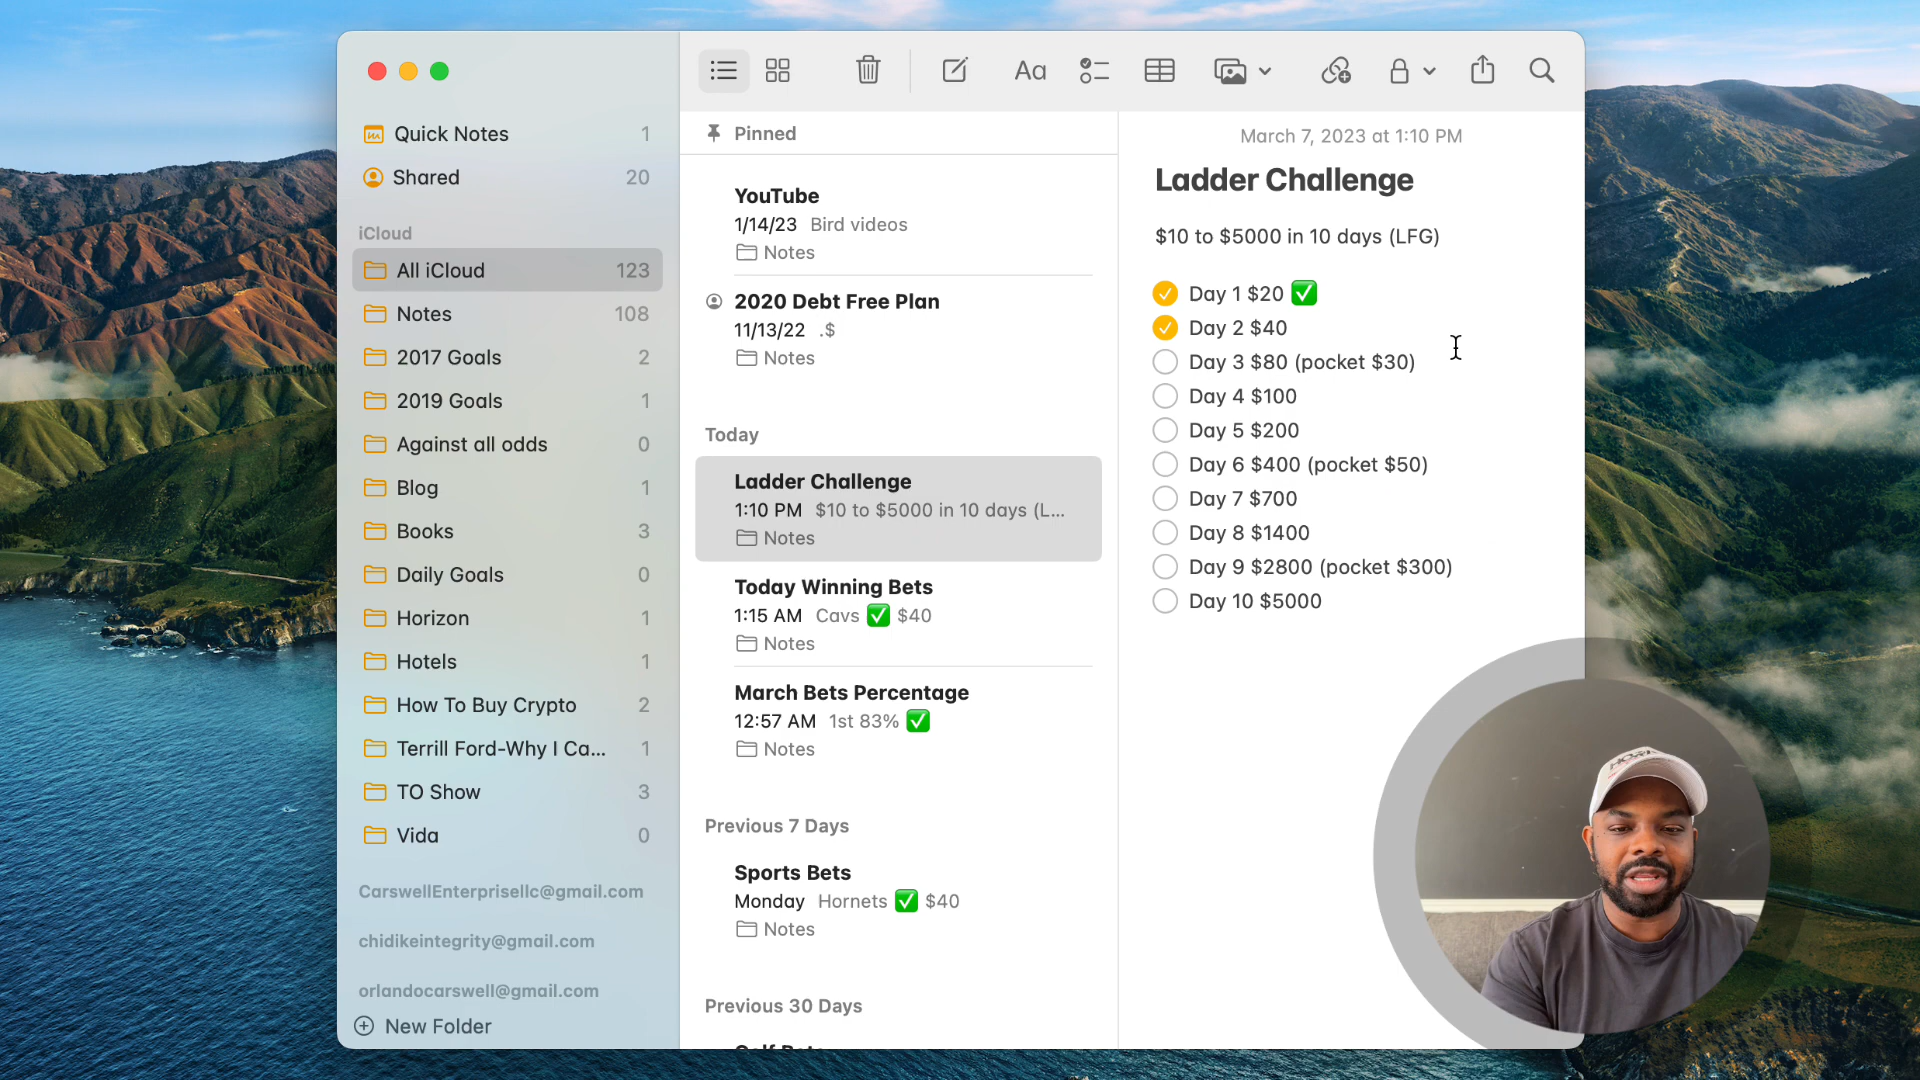 Quick Notes 1
Shared 20
iCloud
All iCloud 123
Notes 108
2017 Goals 2
2019 Goals 1
Against all odds 0
Blog 1
Books 3
Daily Goals 0
Horizon 1
Hotels 1
How To Buy Crypto 2
Terrill Ford-Why I Ca... 1
TO Show 3
Vida 0
CarswellEnterprisellc@gmail.com
chidikeintegrity@gmail.com
orlandocarswell@gmail.com
New Folder
Aa
Pinned
YouTube
1/14/23 Bird videos
Notes
2020 Debt Free Plan
11/13/22 .$
Notes
Today
Ladder Challenge
1:10 PM $10 to $5000 in 10 days (L...
Notes
Today Winning Bets
1:15 AM Cavs ✅ $40
Notes
March Bets Percentage
12:57 AM 1st 83% ✅
Notes
Previous 7 Days
Sports Bets
Monday Hornets ✅ $40
Notes
Previous 30 Days
March 7, 2023 at 1:10 PM
Ladder Challenge
$10 to $5000 in 10 days (LFG)
Day 1 $20 ✅
Day 2 $40
Day 3 $80 (pocket $30)
Day 4 $100
Day 5 $200
Day 6 $400 (pocket $50)
Day 7 $700
Day 8 $1400
Day 9 $2800 (pocket $300)
Day 10 $5000